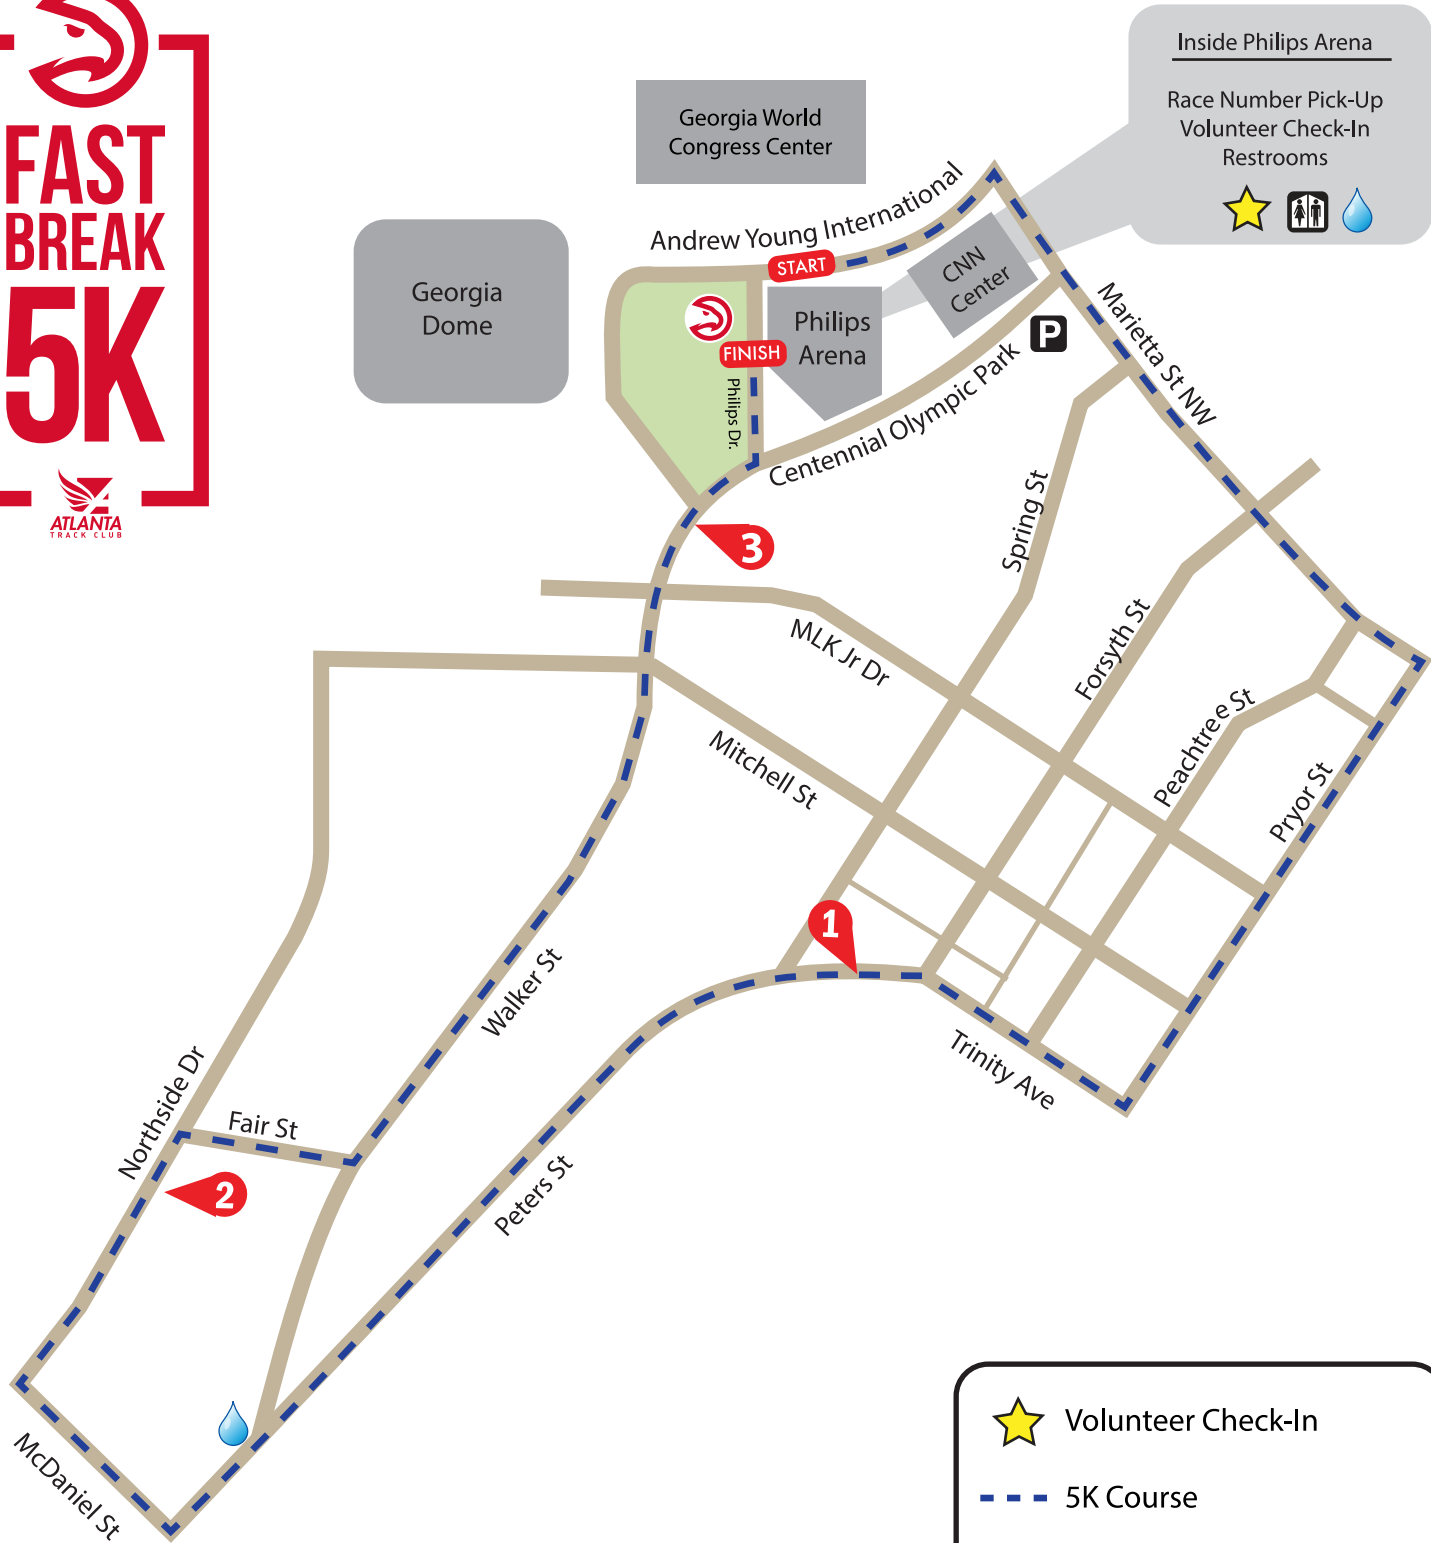 FAST
BREAK
5K
ATLANTA
TRACK CLUB
Inside Philips Arena
Race Number Pick-Up
Volunteer Check-In
Restrooms
Georgia World
Congress Center
Georgia
Dome
Andrew Young International
START
CNN
Center
Philips
Arena
FINISH
Philips Dr.
P
Marietta St NW
Centennial Olympic Park
Spring St
3
MLK Jr Dr
Forsyth St
Mitchell St
Peachtree St
Pryor St
1
Walker St
Trinity Ave
Northside Dr
Fair St
2
Peters St
McDaniel St
Volunteer Check-In
5K Course